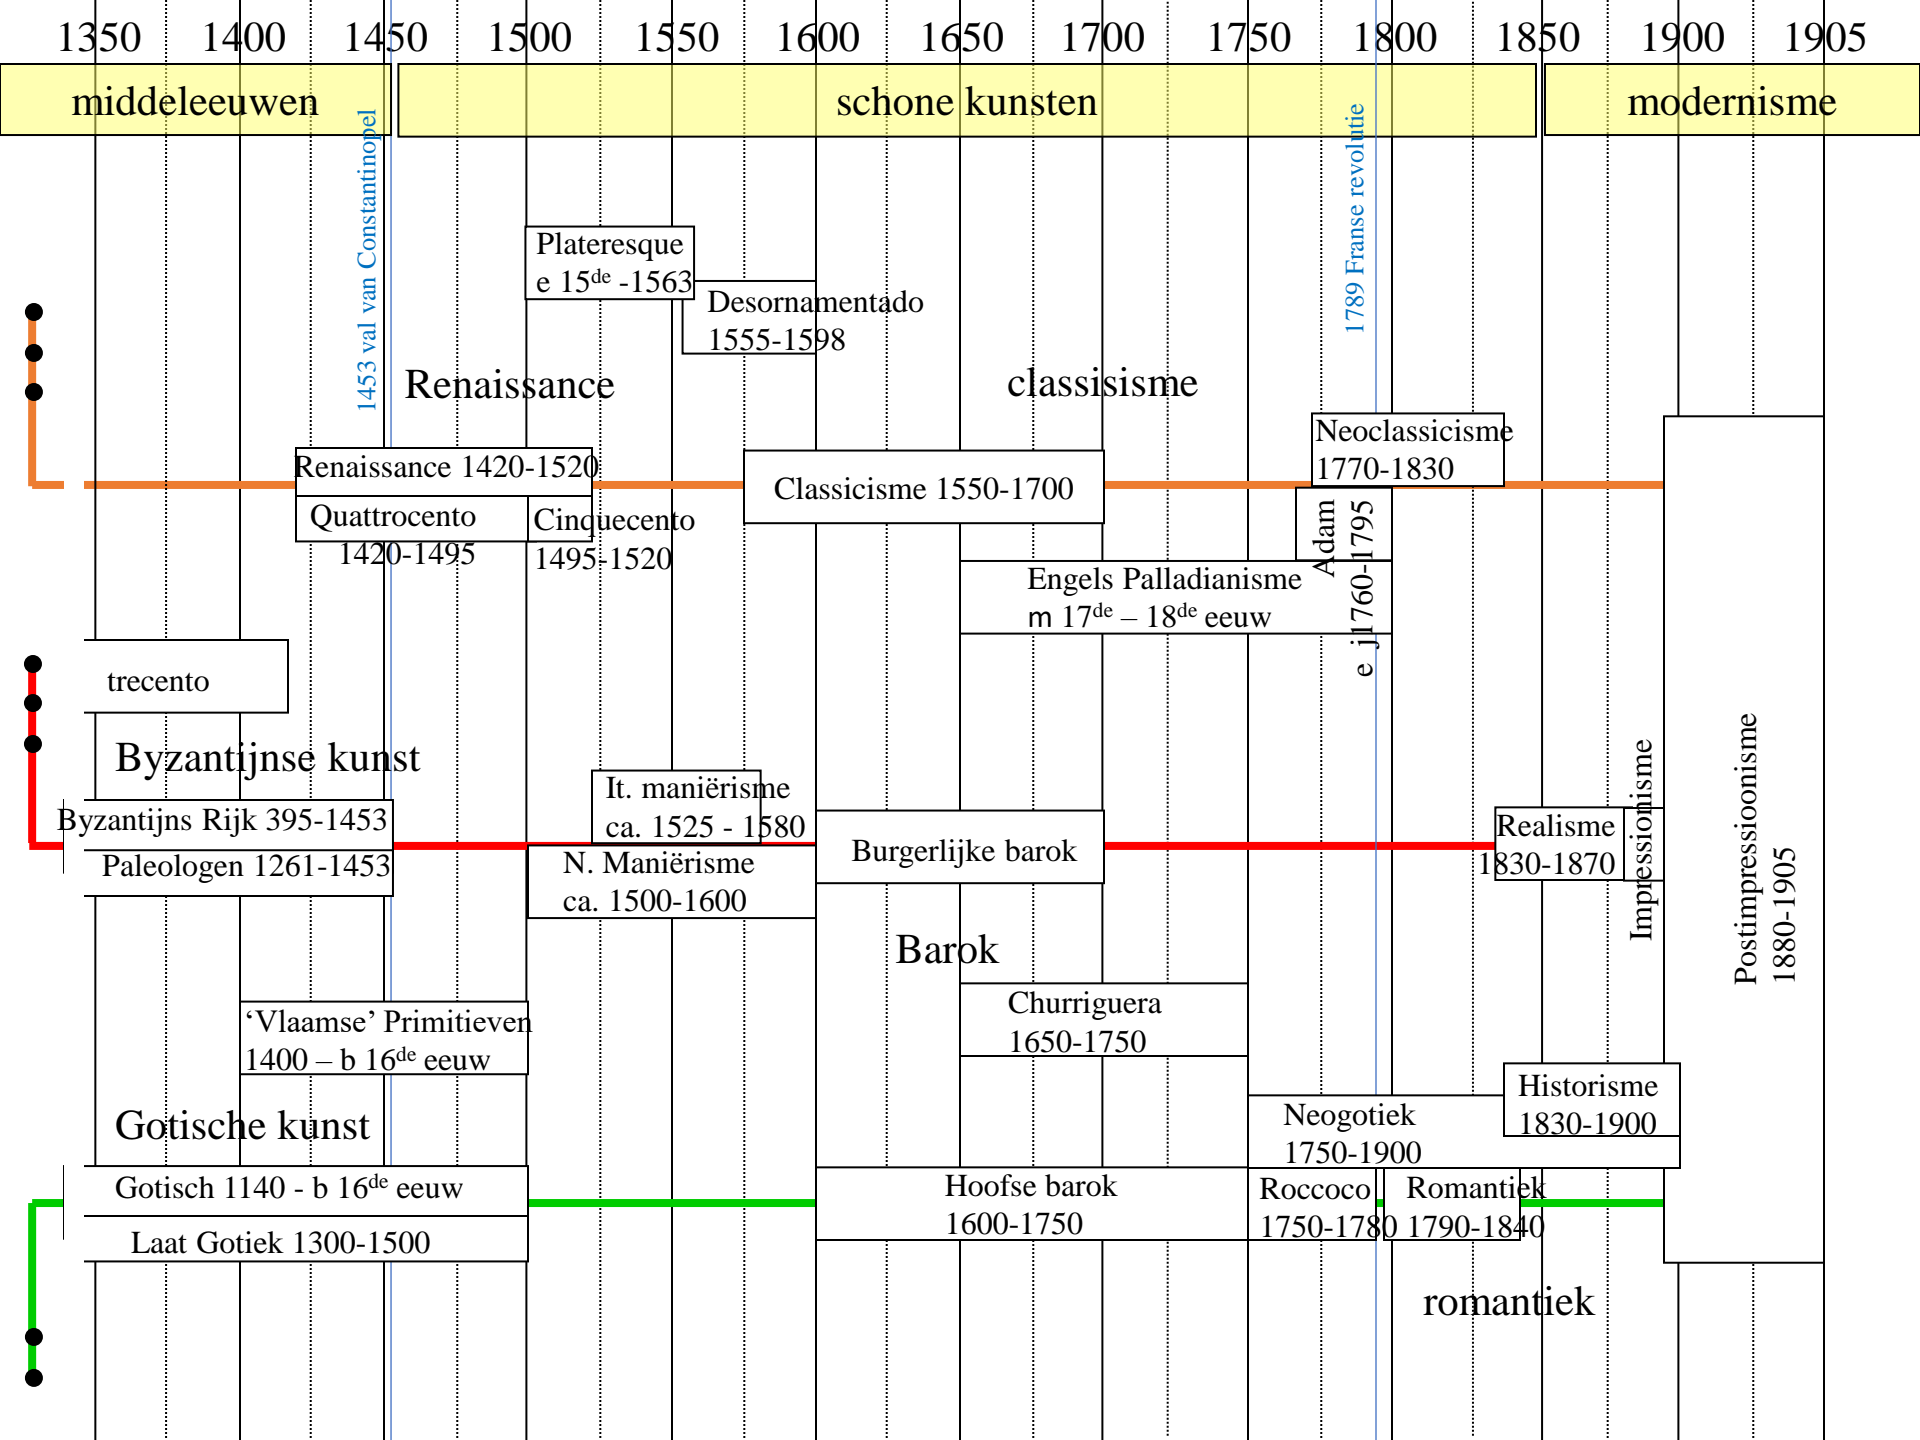 1350 1400 1450 1500 1550 1600 1650 1700 1750 1800 1850 1900 1905
middeleeuwen
schone kunsten
modernisme
1453 val van Constantinopel
1789 Franse revolutie
Plateresque
e 15de -1563
Desornamentado
1555-1598
Renaissance
classisisme
Neoclassicisme
1770-1830
Renaissance 1420-1520
Classicisme 1550-1700
Quattrocento
1420-1495
Cinquecento
1495-1520
Adam
e j1760-1795
Engels Palladianisme
m 17de – 18de eeuw
trecento
Byzantijnse kunst
It. maniërisme
ca. 1525 - 1580
Byzantijns Rijk 395-1453
Paleologen 1261-1453
N. Maniërisme
ca. 1500-1600
Burgerlijke barok
Realisme
1830-1870
Impressionisme
Postimpressioonisme
1880-1905
Barok
Churriguera
1650-1750
‘Vlaamse’ Primitieven
1400 – b 16de eeuw
Historisme
1830-1900
Neogotiek
1750-1900
Gotische kunst
Gotisch 1140 - b 16de eeuw
Laat Gotiek 1300-1500
Hoofse barok
1600-1750
Roccoco
1750-1780
Romantiek
1790-1840
romantiek